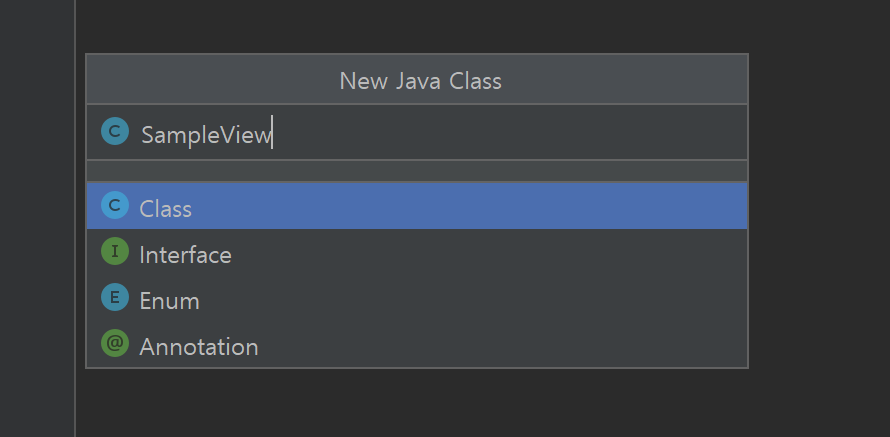 New Java Class
C SampleView
C Class
I Interface
E Enum
@ Annotation